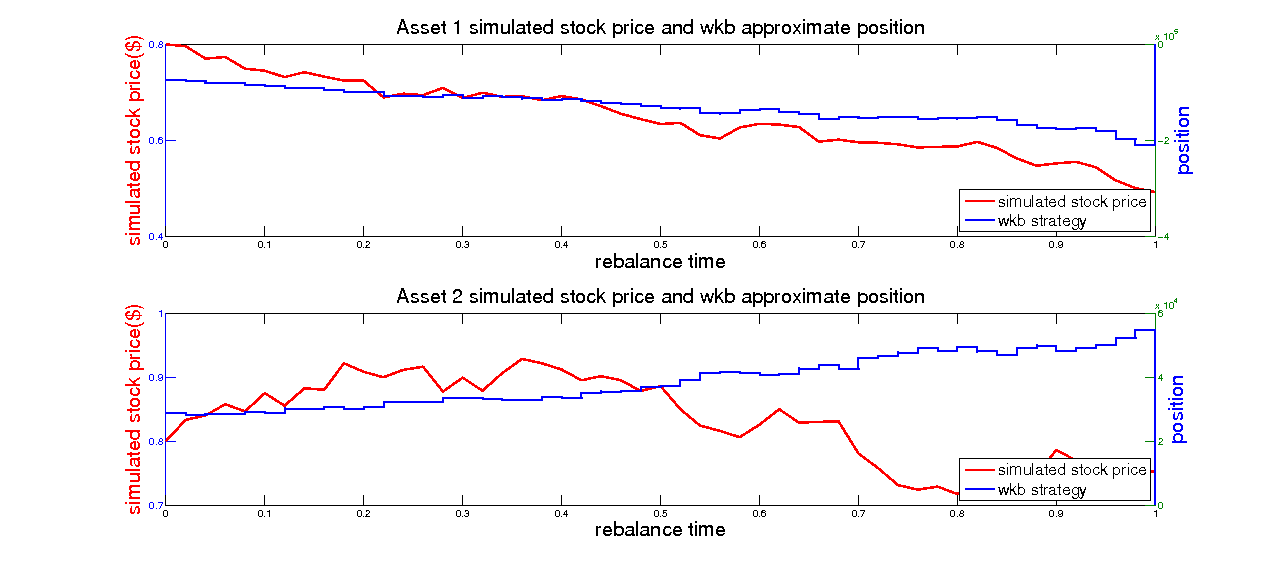 Asset 1 simulated stock price and wkb approximate position
x 10^5
simulated stock price($)
0.8
0.6
0.4
0
-2
-4
position
simulated stock price
wkb strategy
0 0.1 0.2 0.3 0.4 0.5 0.6 0.7 0.8 0.9 1
rebalance time
Asset 2 simulated stock price and wkb approximate position
x 10^4
simulated stock price($)
1
0.9
0.8
0.7
6
4
2
0
position
simulated stock price
wkb strategy
0 0.1 0.2 0.3 0.4 0.5 0.6 0.7 0.8 0.9 1
rebalance time